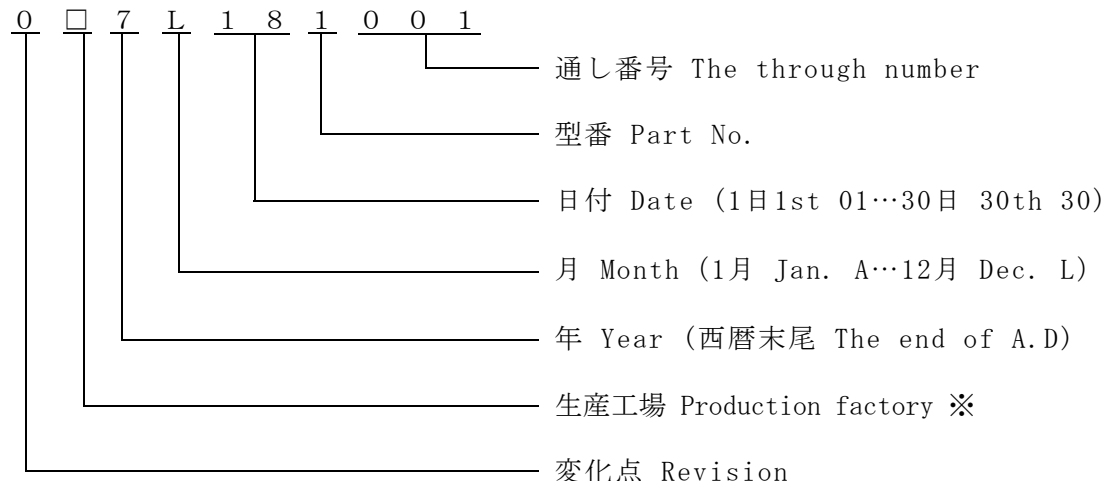 ０ □ ７ Ｌ １ ８ １ ０ ０ １
通し番号 The through number
型番 Part No.
日付 Date (1日1st 01…30日 30th 30)
月 Month (1月 Jan. A…12月 Dec. L)
年 Year (西暦末尾 The end of A.D)
生産工場 Production factory ※
変化点 Revision